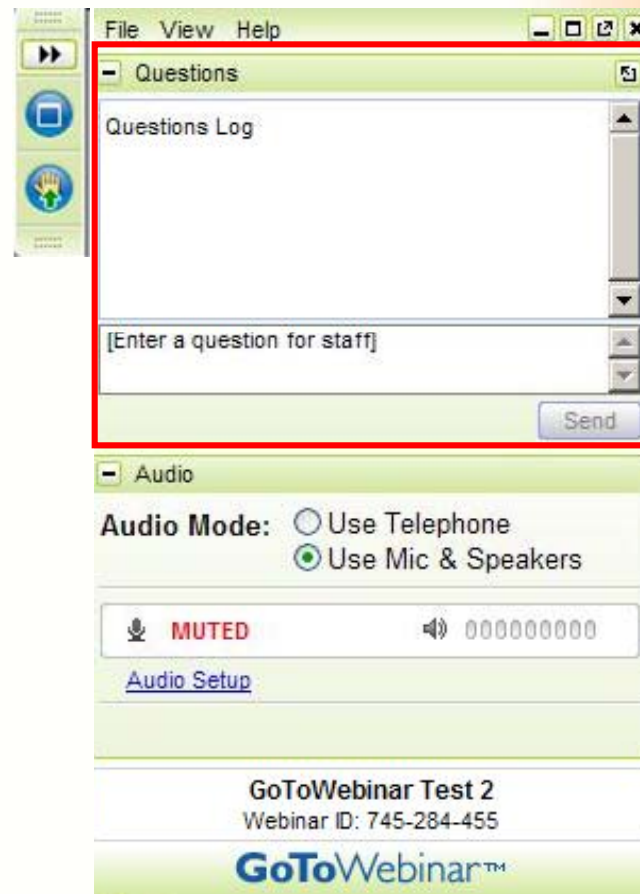 File View Help
Questions
Questions Log
[Enter a question for staff]
Send
Audio
Audio Mode: Use Telephone
Use Mic & Speakers
MUTED 000000000
Audio Setup
GoToWebinar Test 2
Webinar ID: 745-284-455
GoToWebinar™